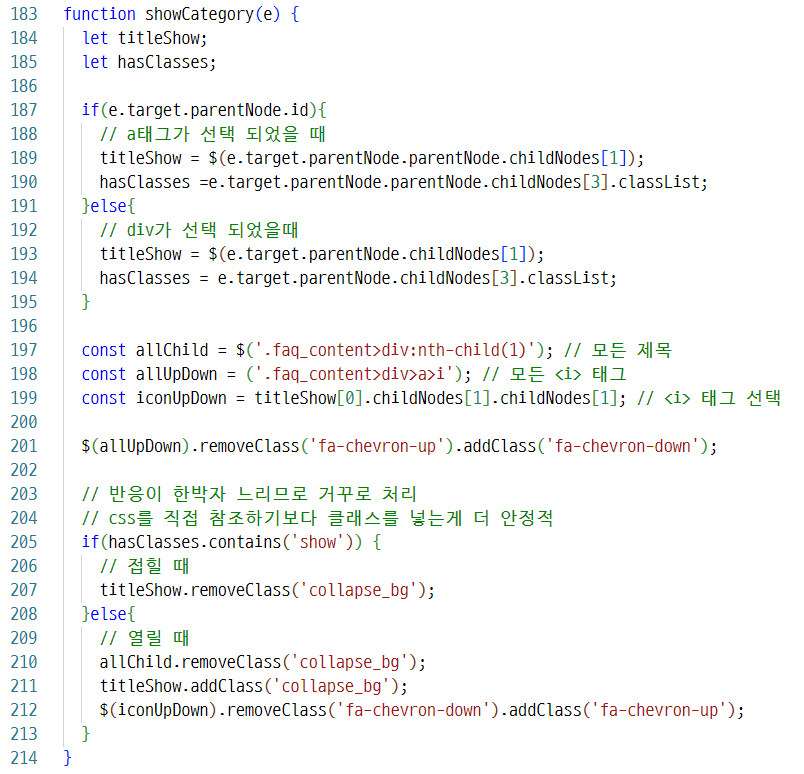 183 function showCategory(e) {
184   let titleShow;
185   let hasClasses;
186
187   if(e.target.parentNode.id){
188     // a태그가 선택 되었을 때
189     titleShow = $(e.target.parentNode.parentNode.childNodes[1]);
190     hasClasses =e.target.parentNode.parentNode.childNodes[3].classList;
191   }else{
192     // div가 선택 되었을때
193     titleShow = $(e.target.parentNode.childNodes[1]);
194     hasClasses = e.target.parentNode.childNodes[3].classList;
195   }
196
197   const allChild = $('.faq_content>div:nth-child(1)'); // 모든 제목
198   const allUpDown = ('.faq_content>div>a>i'); // 모든 <i> 태그
199   const iconUpDown = titleShow[0].childNodes[1].childNodes[1]; // <i> 태그 선택
200
201   $(allUpDown).removeClass('fa-chevron-up').addClass('fa-chevron-down');
202
203   // 반응이 한박자 느리므로 거꾸로 처리
204   // css를 직접 참조하기보다 클래스를 넣는게 더 안정적
205   if(hasClasses.contains('show')) {
206     // 접힐 때
207     titleShow.removeClass('collapse_bg');
208   }else{
209     // 열릴 때
210     allChild.removeClass('collapse_bg');
211     titleShow.addClass('collapse_bg');
212     $(iconUpDown).removeClass('fa-chevron-down').addClass('fa-chevron-up');
213   }
214 }